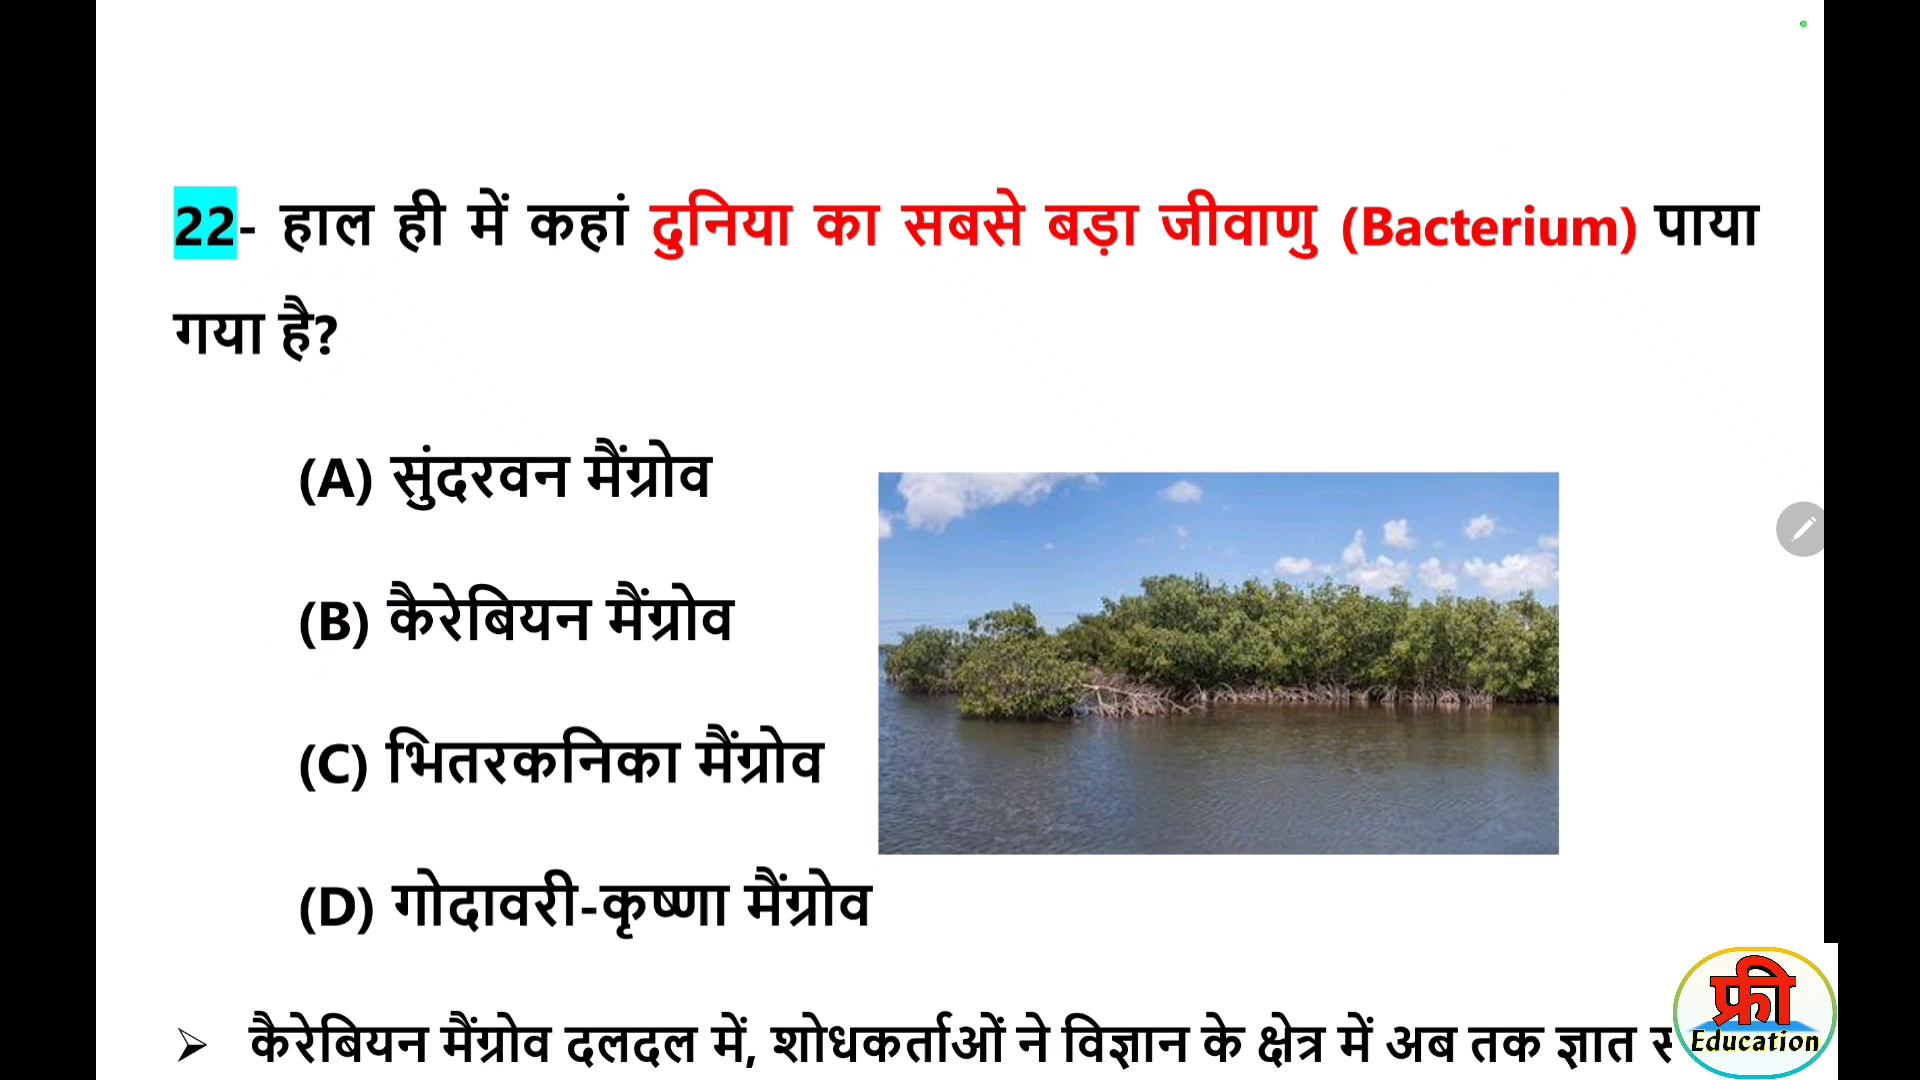 22- हाल ही में कहां दुनिया का सबसे बड़ा जीवाणु (Bacterium) पाया
गया है?
(A) सुंदरवन मैंग्रोव
(B) कैरेबियन मैंग्रोव
(C) भितरकनिका मैंग्रोव
(D) गोदावरी-कृष्णा मैंग्रोव
➢ कैरेबियन मैंग्रोव दलदल में, शोधकर्ताओं ने विज्ञान के क्षेत्र में अब तक ज्ञात
फ्री
Education